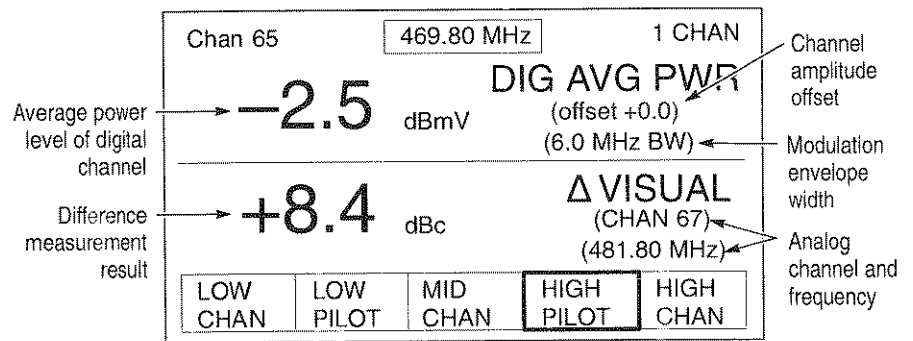 Chan 65
469.80 MHz
1 CHAN
−2.5 dBmV
DIG AVG PWR
(offset +0.0)
(6.0 MHz BW)
+8.4 dBc
Δ VISUAL
(CHAN 67)
(481.80 MHz)
LOW
CHAN
LOW
PILOT
MID
CHAN
HIGH
PILOT
HIGH
CHAN
Average power
level of digital
channel
Difference
measurement
result
Channel
amplitude
offset
Modulation
envelope
width
Analog
channel and
frequency